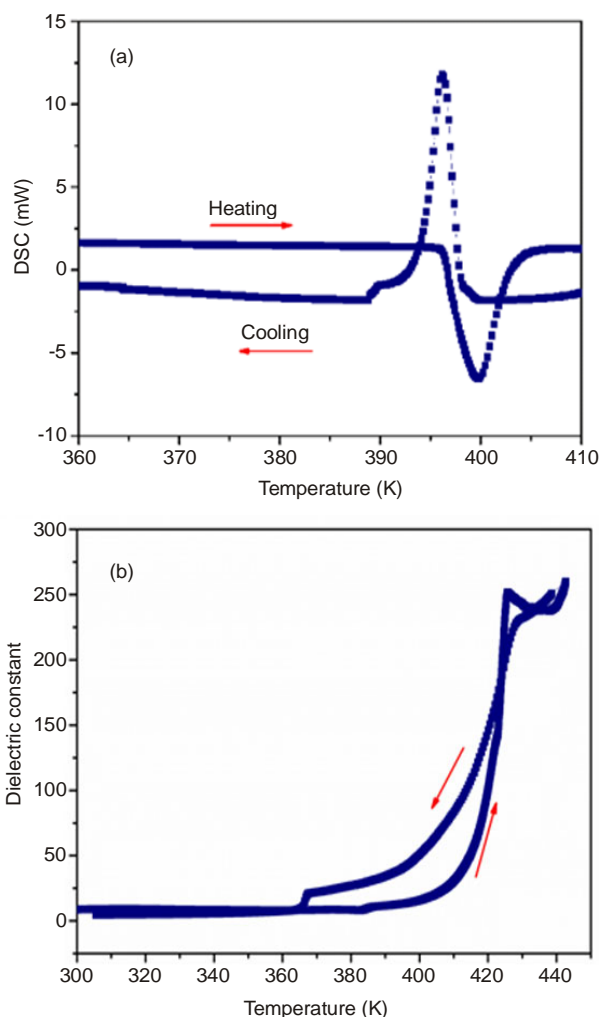 (a)
15
10
5
0
-5
-10
DSC (mW)
Heating
Cooling
360 370 380 390 400 410
Temperature (K)
(b)
300
250
200
150
100
50
0
Dielectric constant
300 320 340 360 380 400 420 440
Temperature (K)